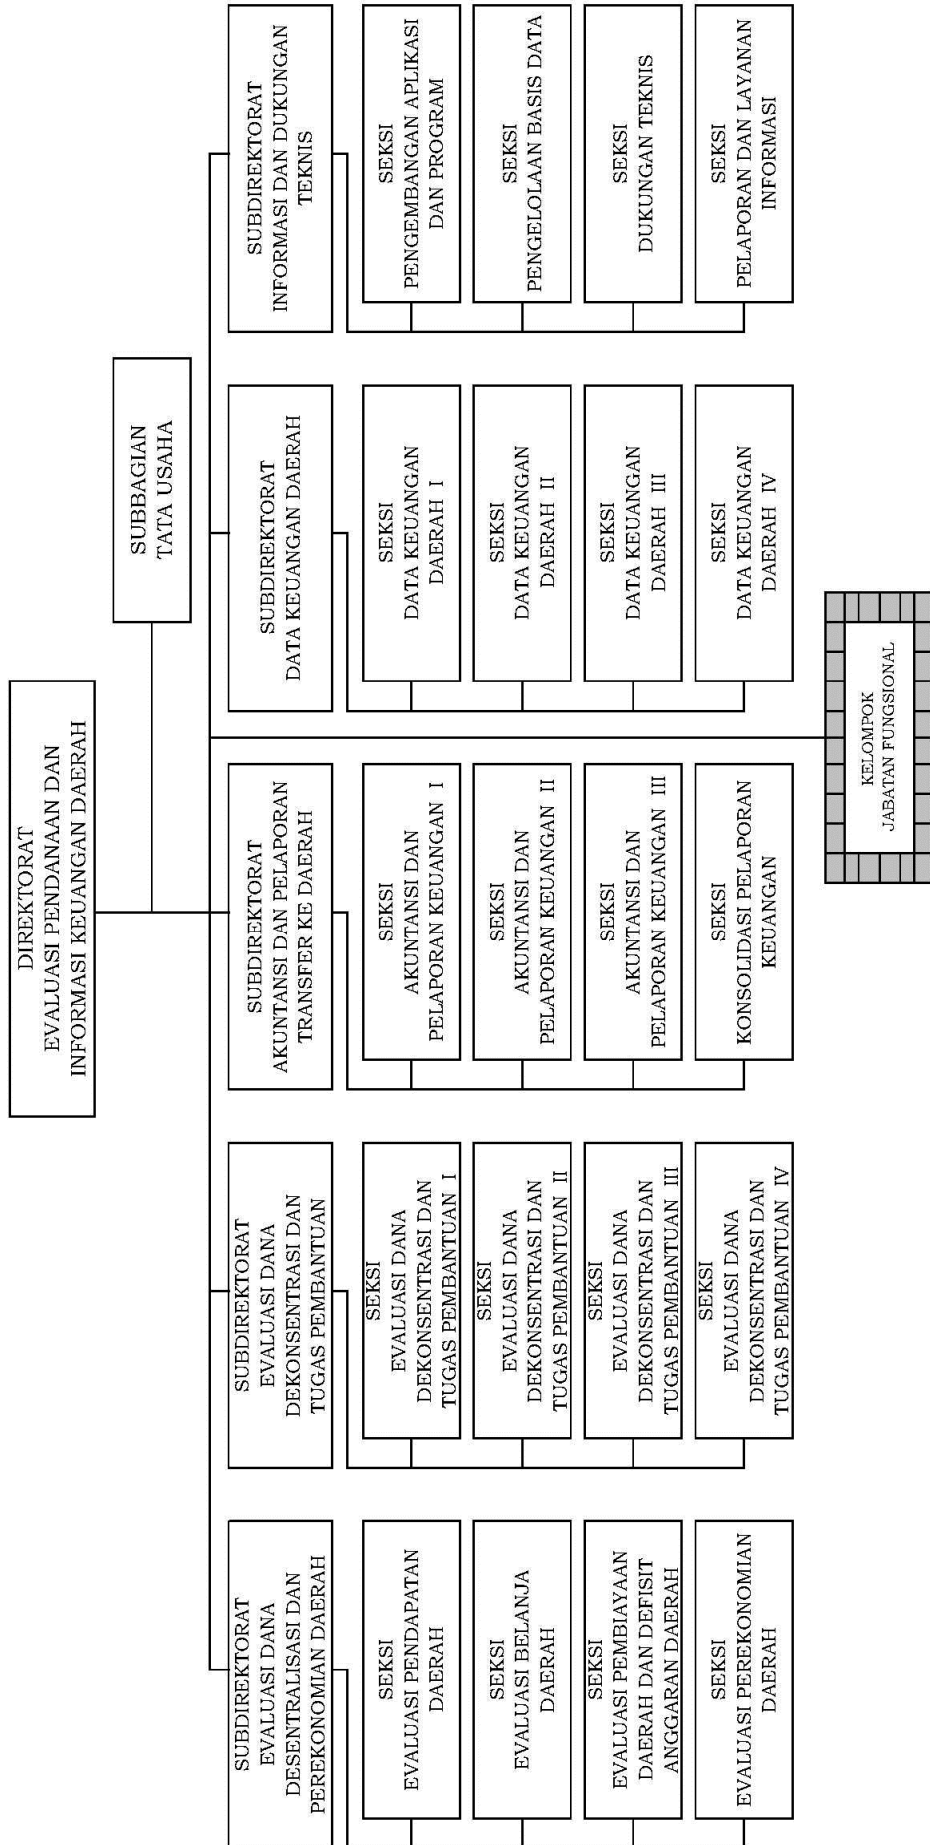 DIREKTORAT
EVALUASI PENDANAAN DAN
INFORMASI KEUANGAN DAERAH
SUBBAGIAN
TATA USAHA
SUBDIREKTORAT
EVALUASI DANA
DESENTRALISASI DAN
PEREKONOMIAN DAERAH
SEKSI
EVALUASI PENDAPATAN
DAERAH
SEKSI
EVALUASI BELANJA
DAERAH
SEKSI
EVALUASI PEMBIAYAAN
DAERAH DAN DEFISIT
ANGGARAN DAERAH
SEKSI
EVALUASI PEREKONOMIAN
DAERAH
SUBDIREKTORAT
EVALUASI DANA
DEKONSENTRASI DAN
TUGAS PEMBANTUAN
SEKSI
EVALUASI DANA
DEKONSENTRASI DAN
TUGAS PEMBANTUAN I
SEKSI
EVALUASI DANA
DEKONSENTRASI DAN
TUGAS PEMBANTUAN II
SEKSI
EVALUASI DANA
DEKONSENTRASI DAN
TUGAS PEMBANTUAN III
SEKSI
EVALUASI DANA
DEKONSENTRASI DAN
TUGAS PEMBANTUAN IV
SUBDIREKTORAT
AKUNTANSI DAN PELAPORAN
TRANSFER KE DAERAH
SEKSI
AKUNTANSI DAN
PELAPORAN KEUANGAN I
SEKSI
AKUNTANSI DAN
PELAPORAN KEUANGAN II
SEKSI
AKUNTANSI DAN
PELAPORAN KEUANGAN III
SEKSI
KONSOLIDASI PELAPORAN
KEUANGAN
SUBDIREKTORAT
DATA KEUANGAN DAERAH
SEKSI
DATA KEUANGAN
DAERAH I
SEKSI
DATA KEUANGAN
DAERAH II
SEKSI
DATA KEUANGAN
DAERAH III
SEKSI
DATA KEUANGAN
DAERAH IV
SUBDIREKTORAT
INFORMASI DAN DUKUNGAN
TEKNIS
SEKSI
PENGEMBANGAN APLIKASI
DAN PROGRAM
SEKSI
PENGELOLAAN BASIS DATA
SEKSI
DUKUNGAN TEKNIS
SEKSI
PELAPORAN DAN LAYANAN
INFORMASI
KELOMPOK
JABATAN FUNGSIONAL